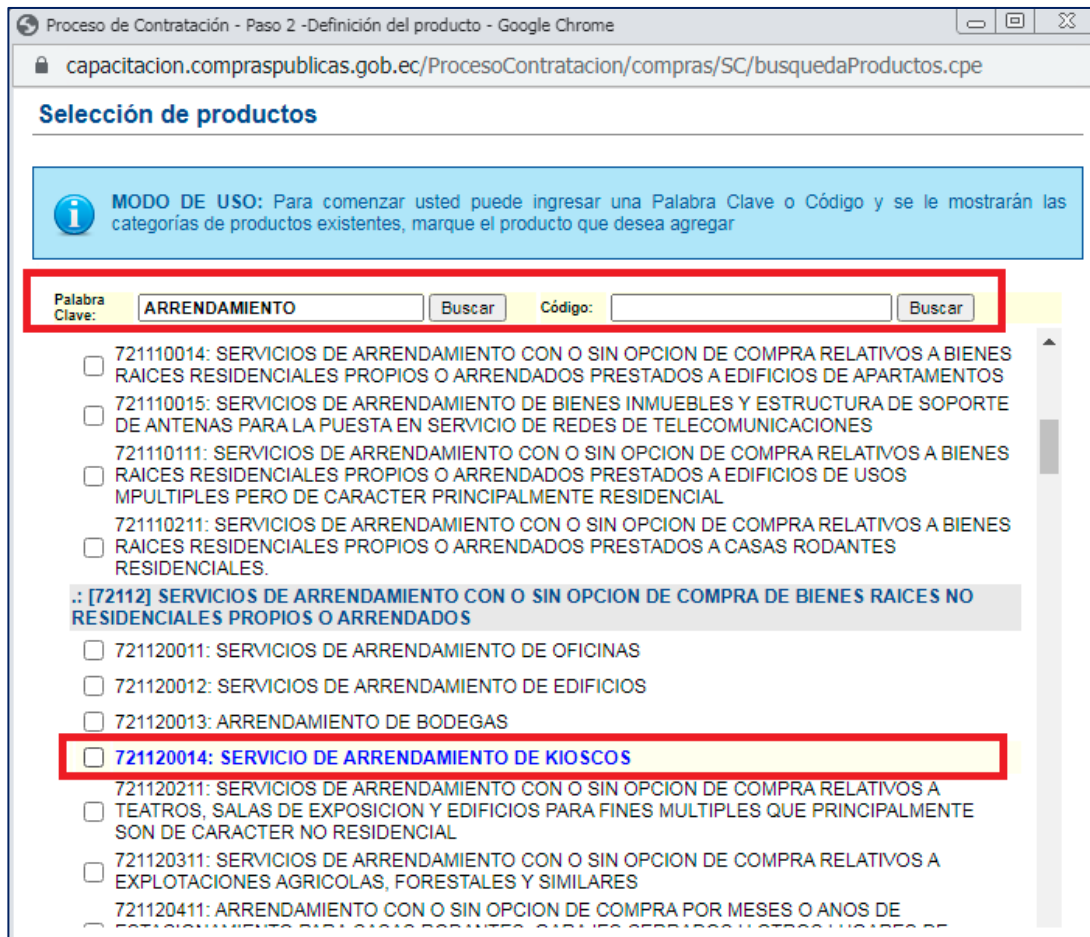 Proceso de Contratación - Paso 2 -Definición del producto - Google Chrome
capacitacion.compraspublicas.gob.ec/ProcesoContratacion/compras/SC/busquedaProductos.cpe
Selección de productos
MODO DE USO: Para comenzar usted puede ingresar una Palabra Clave o Código y se le mostrarán las
categorías de productos existentes, marque el producto que desea agregar
Palabra Clave: ARRENDAMIENTO Buscar Código: Buscar
721110014: SERVICIOS DE ARRENDAMIENTO CON O SIN OPCION DE COMPRA RELATIVOS A BIENES
RAICES RESIDENCIALES PROPIOS O ARRENDADOS PRESTADOS A EDIFICIOS DE APARTAMENTOS
721110015: SERVICIOS DE ARRENDAMIENTO DE BIENES INMUEBLES Y ESTRUCTURA DE SOPORTE
DE ANTENAS PARA LA PUESTA EN SERVICIO DE REDES DE TELECOMUNICACIONES
721110111: SERVICIOS DE ARRENDAMIENTO CON O SIN OPCION DE COMPRA RELATIVOS A BIENES
RAICES RESIDENCIALES PROPIOS O ARRENDADOS PRESTADOS A EDIFICIOS DE USOS
MPULTIPLES PERO DE CARACTER PRINCIPALMENTE RESIDENCIAL
721110211: SERVICIOS DE ARRENDAMIENTO CON O SIN OPCION DE COMPRA RELATIVOS A BIENES
RAICES RESIDENCIALES PROPIOS O ARRENDADOS PRESTADOS A CASAS RODANTES
RESIDENCIALES.
.: [72112] SERVICIOS DE ARRENDAMIENTO CON O SIN OPCION DE COMPRA DE BIENES RAICES NO
RESIDENCIALES PROPIOS O ARRENDADOS
721120011: SERVICIOS DE ARRENDAMIENTO DE OFICINAS
721120012: SERVICIOS DE ARRENDAMIENTO DE EDIFICIOS
721120013: ARRENDAMIENTO DE BODEGAS
721120014: SERVICIO DE ARRENDAMIENTO DE KIOSCOS
721120211: SERVICIOS DE ARRENDAMIENTO CON O SIN OPCION DE COMPRA RELATIVOS A
TEATROS, SALAS DE EXPOSICION Y EDIFICIOS PARA FINES MULTIPLES QUE PRINCIPALMENTE
SON DE CARACTER NO RESIDENCIAL
721120311: SERVICIOS DE ARRENDAMIENTO CON O SIN OPCION DE COMPRA RELATIVOS A
EXPLOTACIONES AGRICOLAS, FORESTALES Y SIMILARES
721120411: ARRENDAMIENTO CON O SIN OPCION DE COMPRA POR MESES O ANOS DE